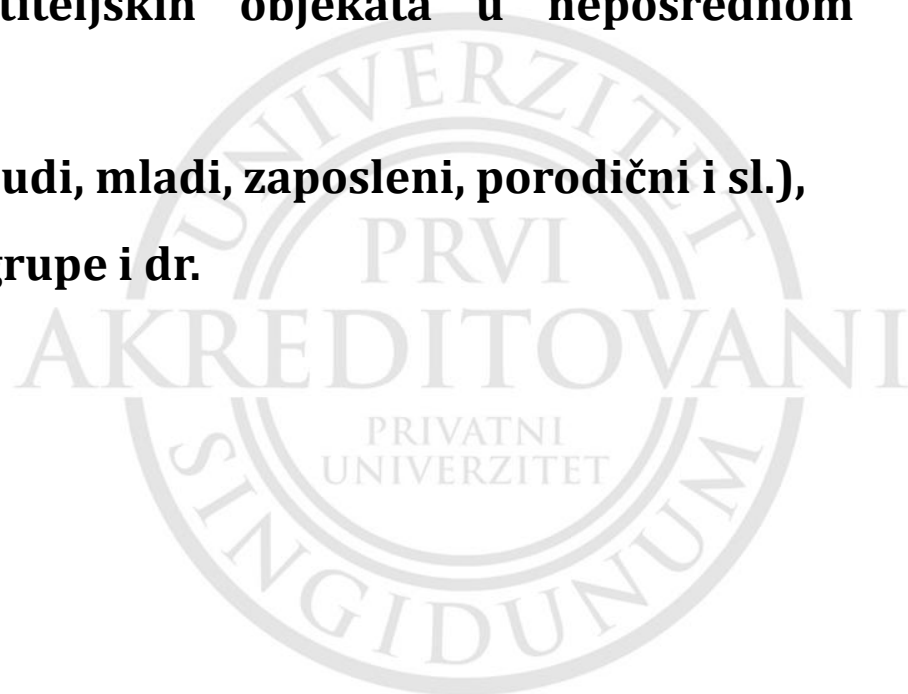 titeljskih objekata u neposrednom
udi, mladi, zaposleni, porodični i sl.),
grupe i dr.
UNIVERZITET
PRVI
AKREDITOVANI
PRIVATNI
UNIVERZITET
SINGIDUNUM